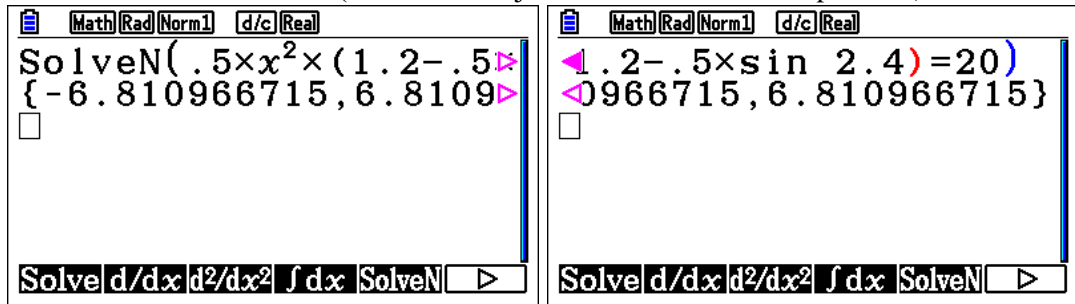 Math Rad Norm1 d/c Real
SolveN(.5×x²×(1.2-.5×
{-6.810966715,6.8109
Solve d/dx d²/dx² ∫dx SolveN ▷
Math Rad Norm1 d/c Real
1.2-.5×sin 2.4)=20)
0966715,6.810966715}
Solve d/dx d²/dx² ∫dx SolveN ▷